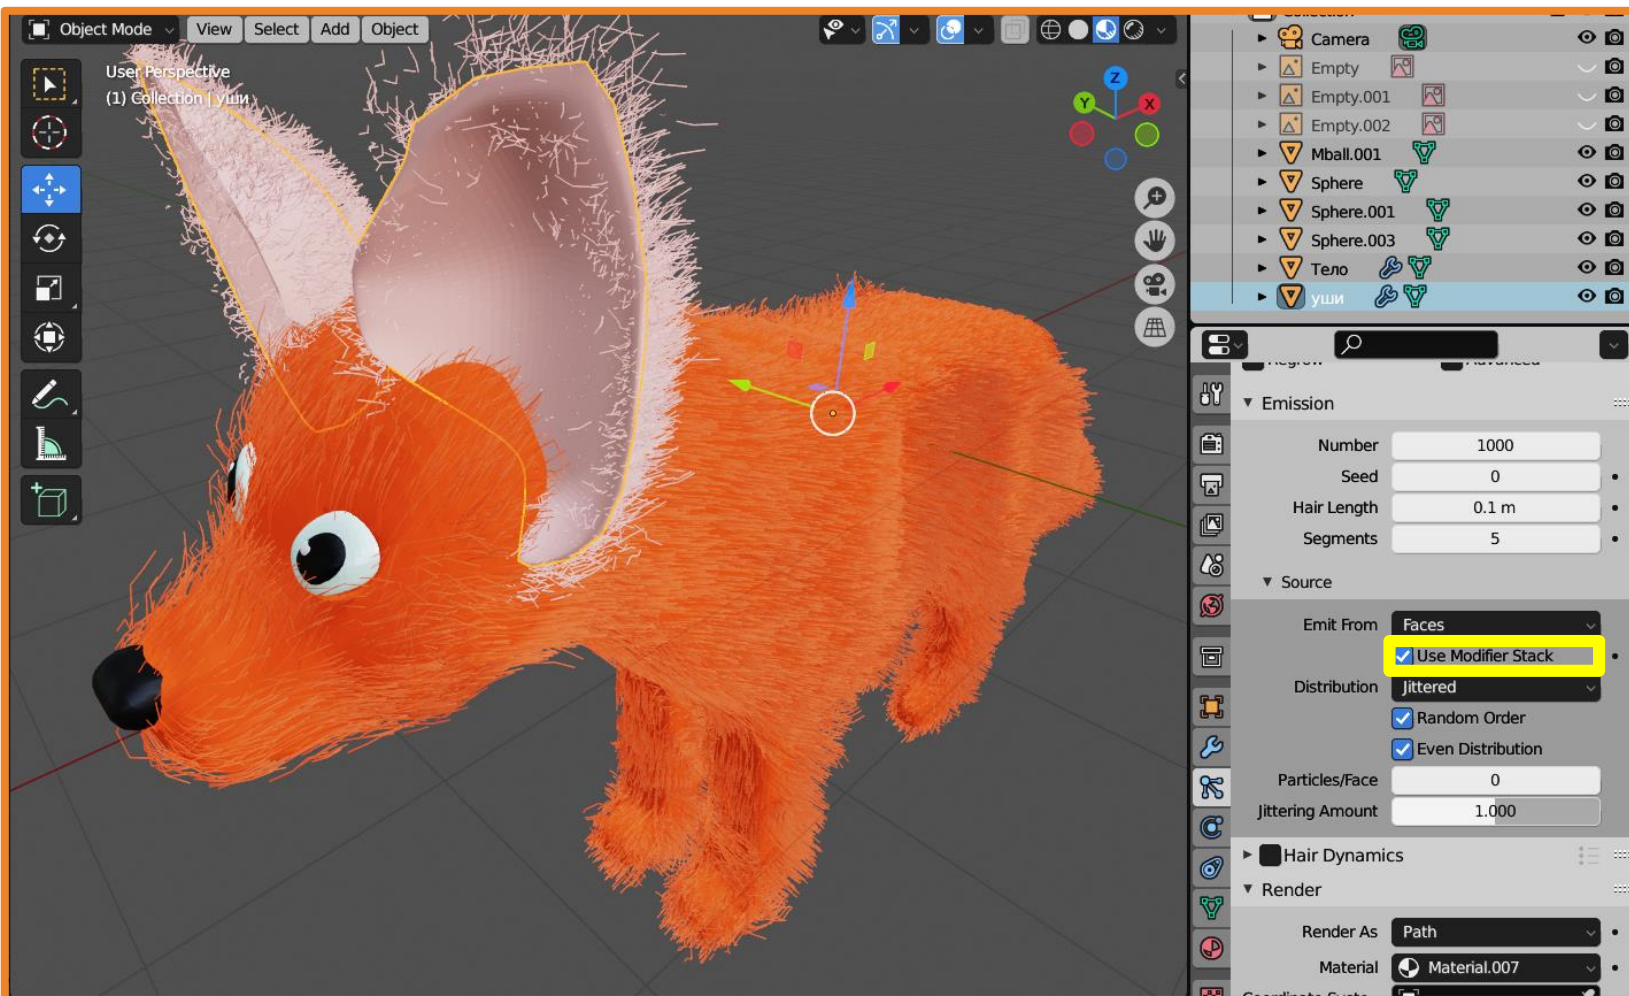 Object Mode View Select Add Object
User Perspective
(1) Collection | уши
Z
Y
X
Camera
Empty
Empty.001
Empty.002
Mball.001
Sphere
Sphere.001
Sphere.003
Тело
уши
Emission
Number 1000
Seed 0
Hair Length 0.1 m
Segments 5
Source
Emit From Faces
Use Modifier Stack
Distribution Jittered
Random Order
Even Distribution
Particles/Face 0
Jittering Amount 1.000
Hair Dynamics
Render
Render As Path
Material Material.007